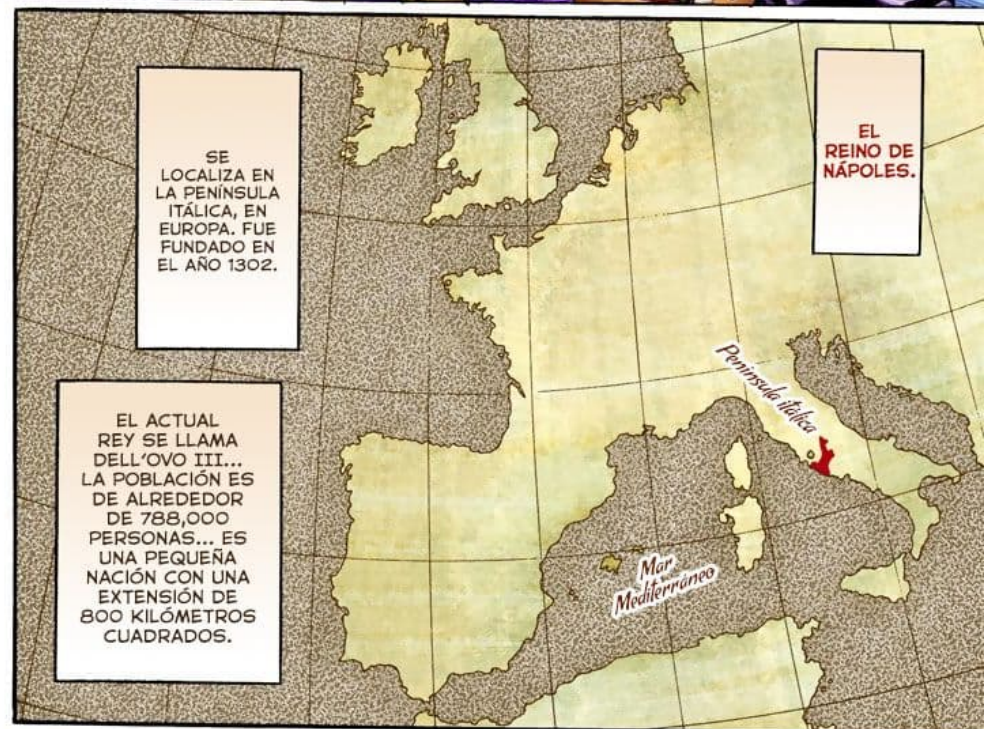 EL
REINO DE
NÁPOLES.
SE
LOCALIZA EN
LA PENÍNSULA
ITÁLICA, EN
EUROPA. FUE
FUNDADO EN
EL AÑO 1302.
EL ACTUAL
REY SE LLAMA
DELL'OVO III...
LA POBLACIÓN ES
DE ALREDEDOR
DE 788,000
PERSONAS... ES
UNA PEQUEÑA
NACIÓN CON UNA
EXTENSIÓN DE
800 KILÓMETROS
CUADRADOS.
Península itálica
Mar
Mediterráneo